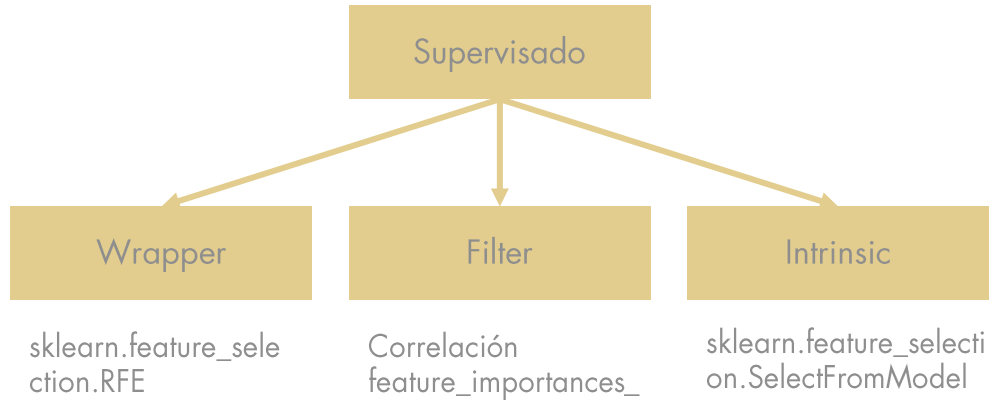 Supervisado
Wrapper
Filter
Intrinsic
sklearn.feature_sele
ction.RFE
Correlación
feature_importances_
sklearn.feature_selecti
on.SelectFromModel